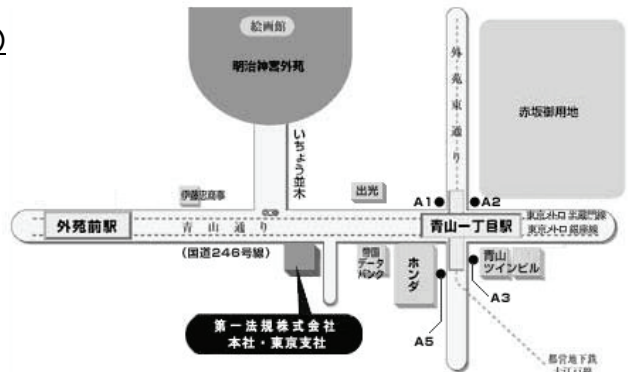 絵画館
明治神宮外苑
外苑東通り
赤坂御用地
いちょう並木
伊藤忠商事
出光
A1
A2
外苑前駅
青山通り
青山一丁目駅
東京メトロ 半蔵門線
東京メトロ 銀座線
(国道246号線)
帝国
データ
バンク
ホンダ
青山
ツインビル
A3
A5
第一法規株式会社
本社・東京支社
都営地下鉄